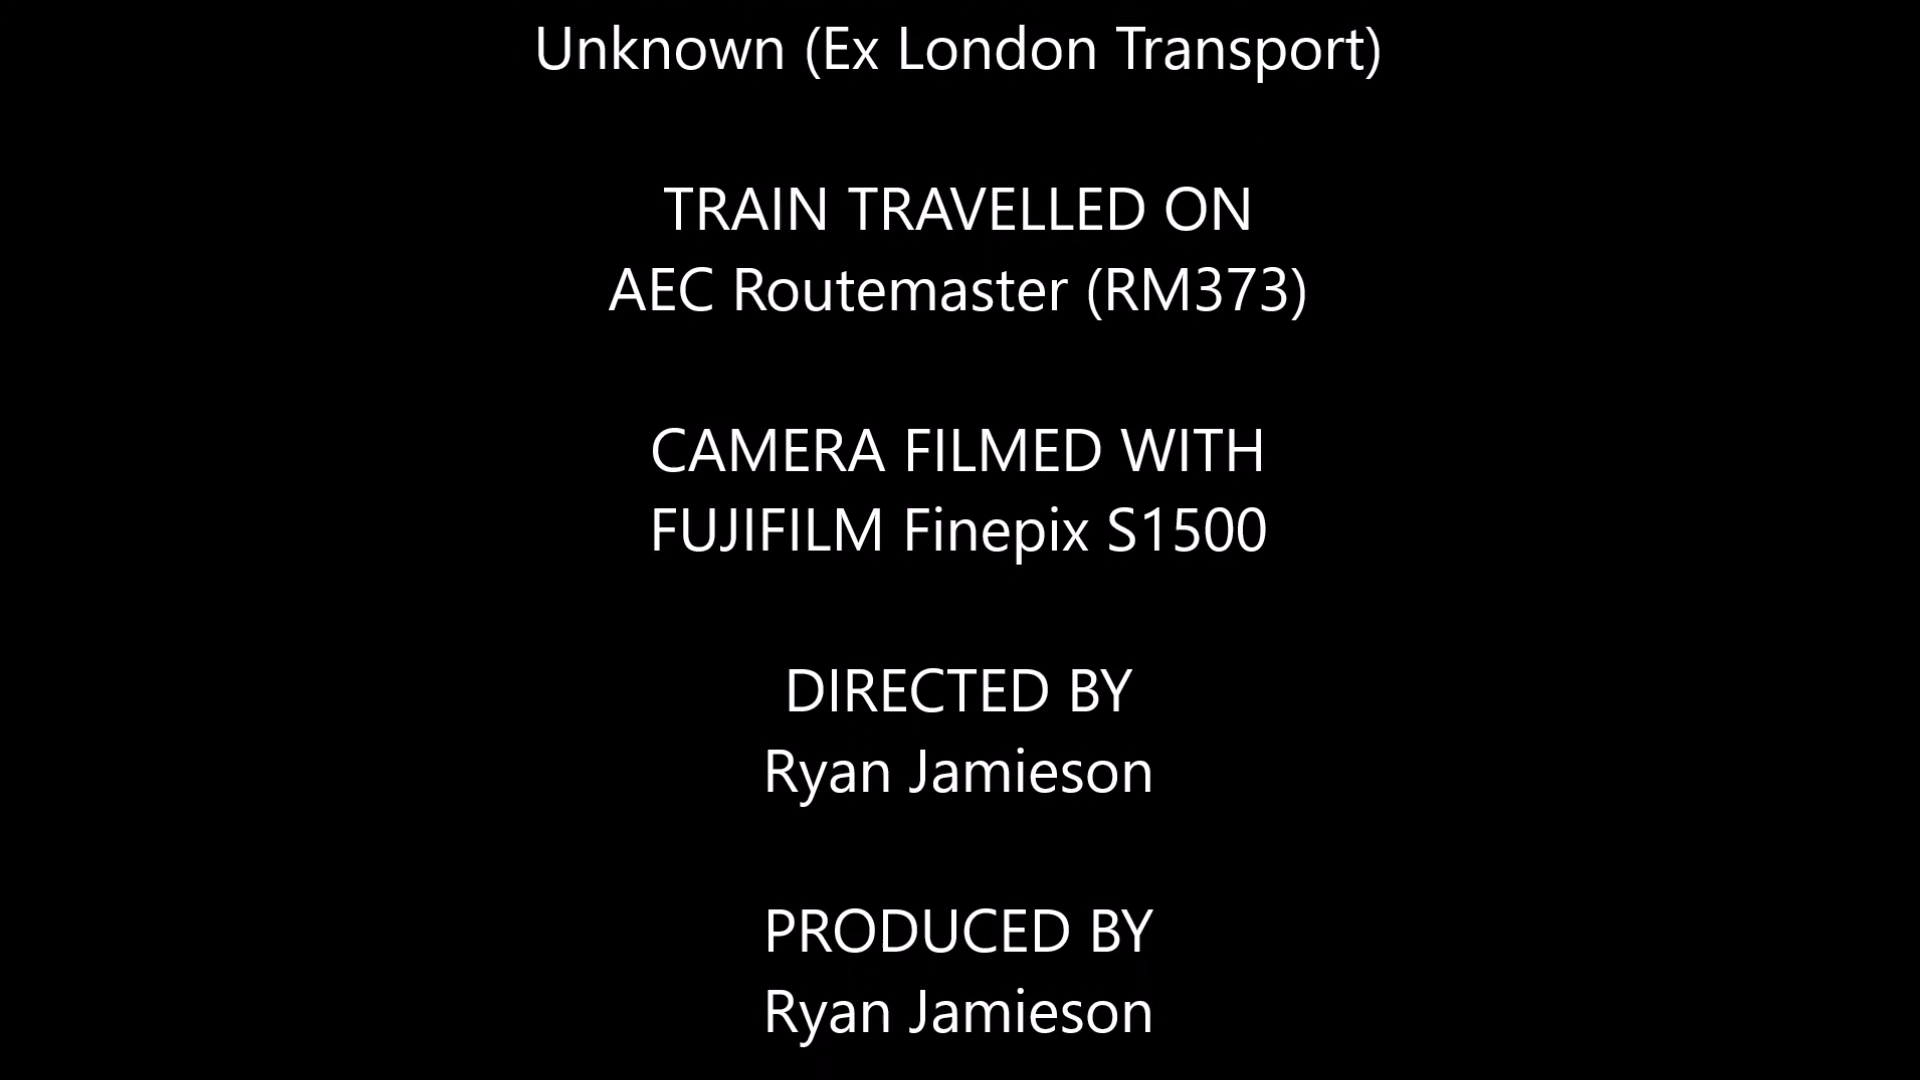 Unknown (Ex London Transport)
TRAIN TRAVELLED ON
AEC Routemaster (RM373)
CAMERA FILMED WITH
FUJIFILM Finepix S1500
DIRECTED BY
Ryan Jamieson
PRODUCED BY
Ryan Jamieson